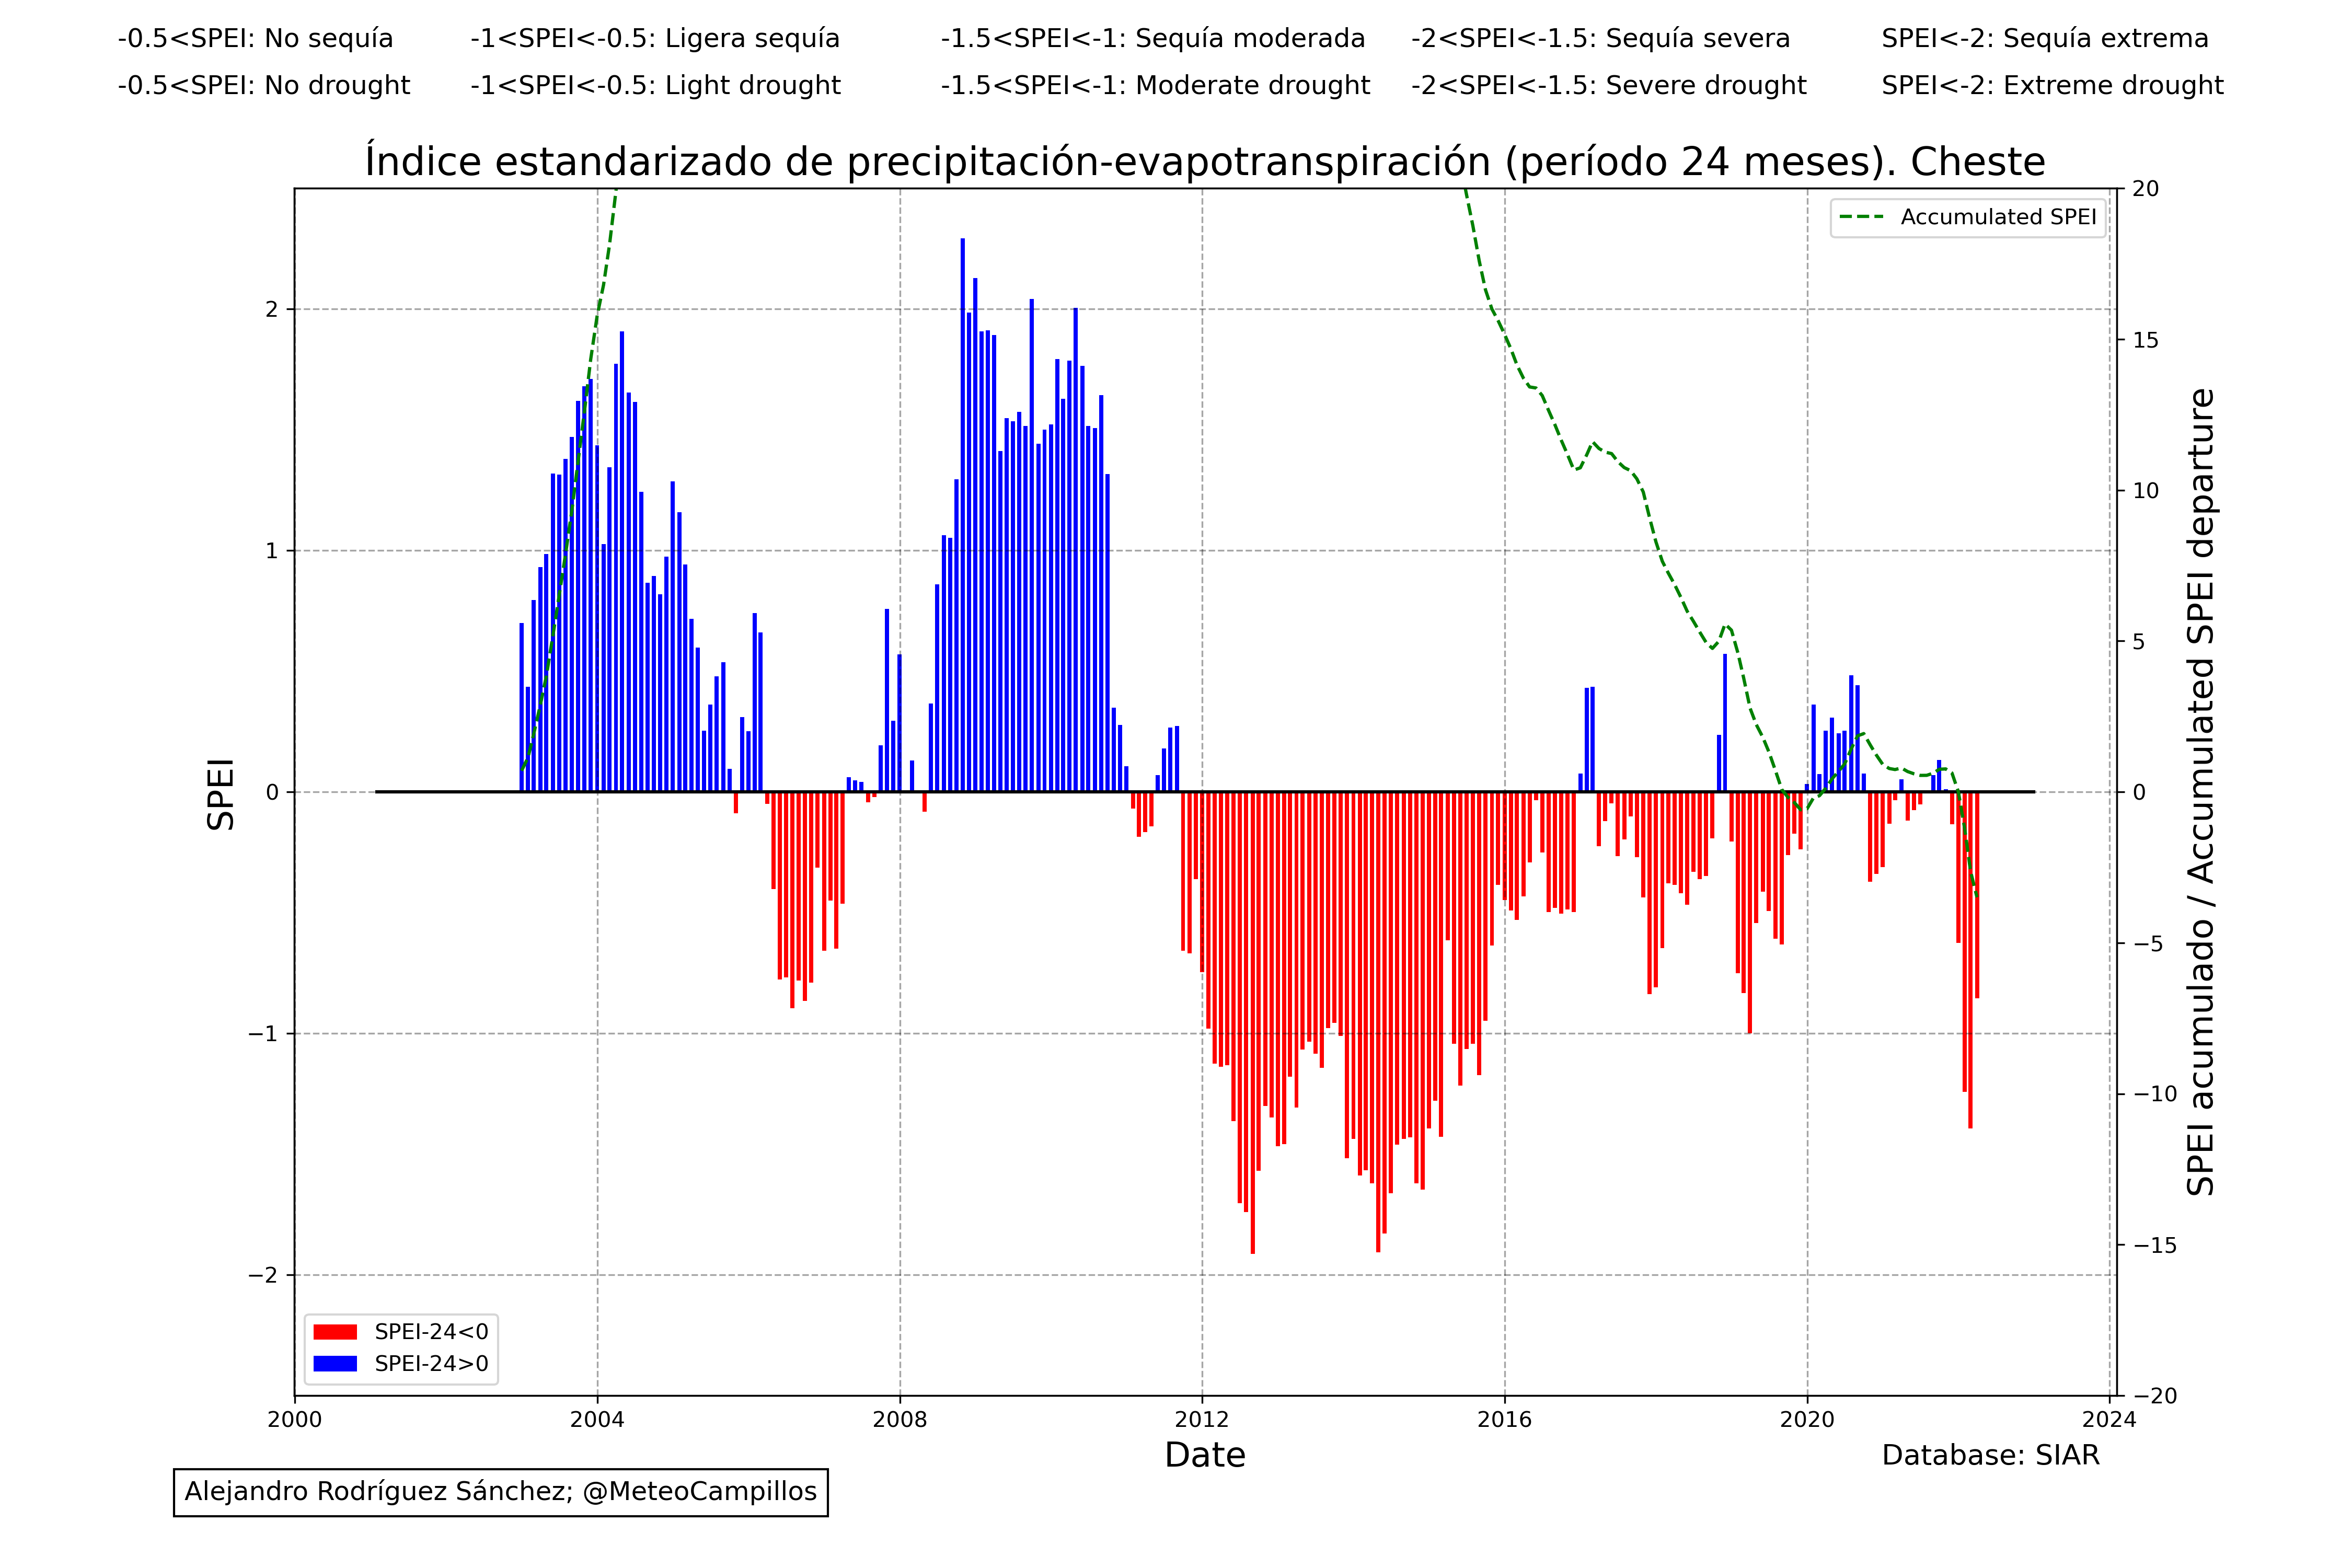 -0.5<SPEI: No sequía -1<SPEI<-0.5: Ligera sequía -1.5<SPEI<-1: Sequía moderada -2<SPEI<-1.5: Sequía severa SPEI<-2: Sequía extrema
-0.5<SPEI: No drought -1<SPEI<-0.5: Light drought -1.5<SPEI<-1: Moderate drought -2<SPEI<-1.5: Severe drought SPEI<-2: Extreme drought
Índice estandarizado de precipitación-evapotranspiración (período 24 meses). Cheste
Accumulated SPEI
SPEI
2
1
0
−1
−2
20
15
10
5
0
−5
−10
−15
−20
SPEI acumulado / Accumulated SPEI departure
SPEI-24<0
SPEI-24>0
2000 2004 2008 2012 2016 2020 2024
Date
Database: SIAR
Alejandro Rodríguez Sánchez; @MeteoCampillos